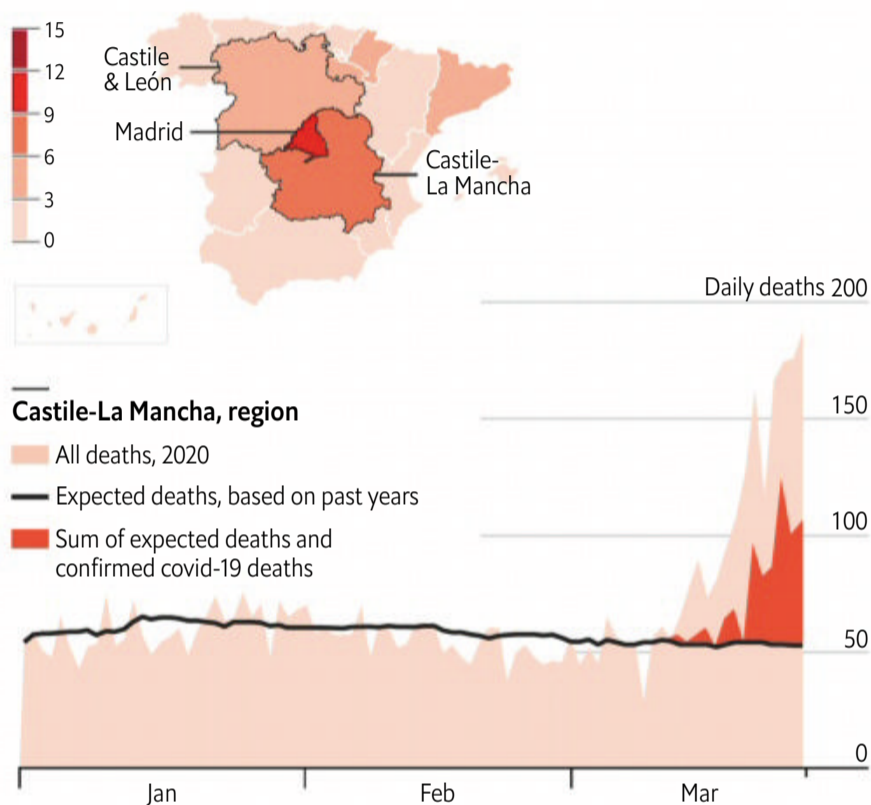 15
12
9
6
3
0
Castile
& León
Madrid
Castile-
La Mancha
Daily deaths 200
150
100
50
0
Castile-La Mancha, region
All deaths, 2020
Expected deaths, based on past years
Sum of expected deaths and
confirmed covid-19 deaths
Jan
Feb
Mar